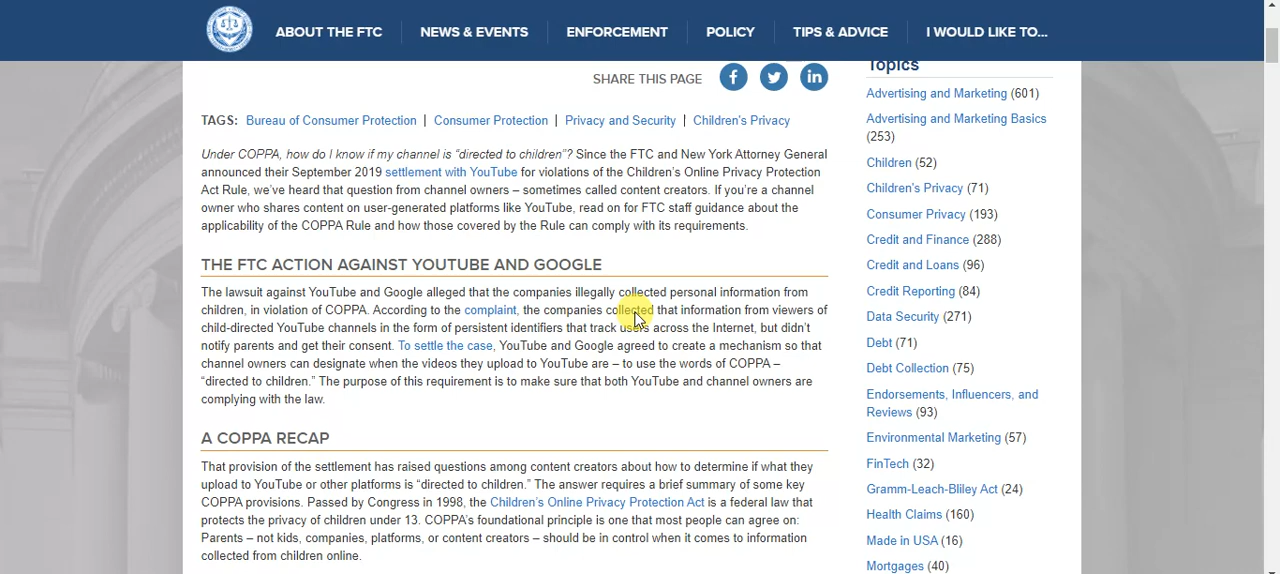 ABOUT THE FTC
NEWS & EVENTS
ENFORCEMENT
POLICY
TIPS & ADVICE
I WOULD LIKE TO...
SHARE THIS PAGE
TAGS: Bureau of Consumer Protection | Consumer Protection | Privacy and Security | Children's Privacy
Under COPPA, how do I know if my channel is “directed to children”? Since the FTC and New York Attorney General
announced their September 2019 settlement with YouTube for violations of the Children’s Online Privacy Protection
Act Rule, we’ve heard that question from channel owners – sometimes called content creators. If you’re a channel
owner who shares content on user-generated platforms like YouTube, read on for FTC staff guidance about the
applicability of the COPPA Rule and how those covered by the Rule can comply with its requirements.
THE FTC ACTION AGAINST YOUTUBE AND GOOGLE
The lawsuit against YouTube and Google alleged that the companies illegally collected personal information from
children, in violation of COPPA. According to the complaint, the companies collected that information from viewers of
child-directed YouTube channels in the form of persistent identifiers that track users across the Internet, but didn’t
notify parents and get their consent. To settle the case, YouTube and Google agreed to create a mechanism so that
channel owners can designate when the videos they upload to YouTube are – to use the words of COPPA –
“directed to children.” The purpose of this requirement is to make sure that both YouTube and channel owners are
complying with the law.
A COPPA RECAP
That provision of the settlement has raised questions among content creators about how to determine if what they
upload to YouTube or other platforms is “directed to children.” The answer requires a brief summary of some key
COPPA provisions. Passed by Congress in 1998, the Children’s Online Privacy Protection Act is a federal law that
protects the privacy of children under 13. COPPA’s foundational principle is one that most people can agree on:
Parents – not kids, companies, platforms, or content creators – should be in control when it comes to information
collected from children online.
Topics
Advertising and Marketing (601)
Advertising and Marketing Basics
(253)
Children (52)
Children's Privacy (71)
Consumer Privacy (193)
Credit and Finance (288)
Credit and Loans (96)
Credit Reporting (84)
Data Security (271)
Debt (71)
Debt Collection (75)
Endorsements, Influencers, and
Reviews (93)
Environmental Marketing (57)
FinTech (32)
Gramm-Leach-Bliley Act (24)
Health Claims (160)
Made in USA (16)
Mortgages (40)